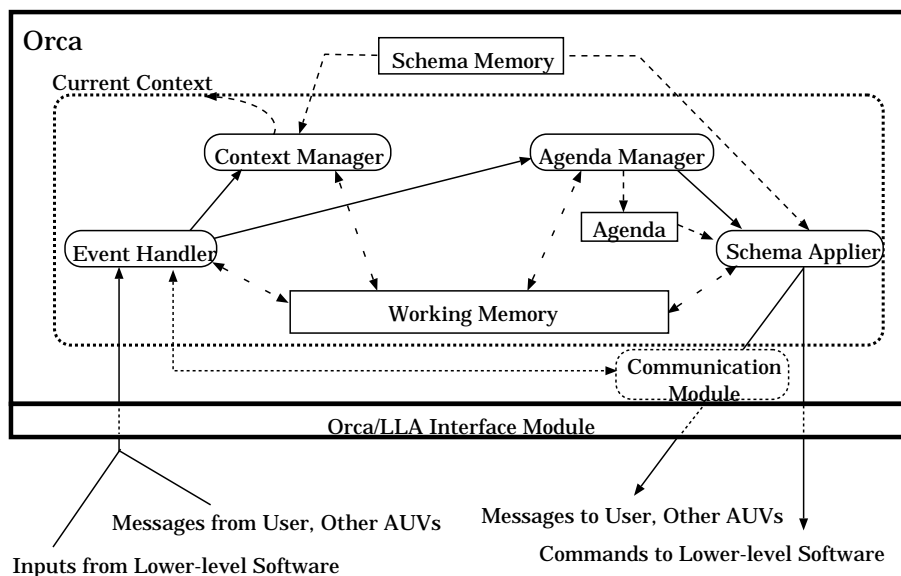 Orca
Schema Memory
Current Context
Context Manager
Agenda Manager
Agenda
Event Handler
Schema Applier
Working Memory
Communication
Module
Orca/LLA Interface Module
Messages from User, Other AUVs
Messages to User, Other AUVs
Inputs from Lower-level Software
Commands to Lower-level Software